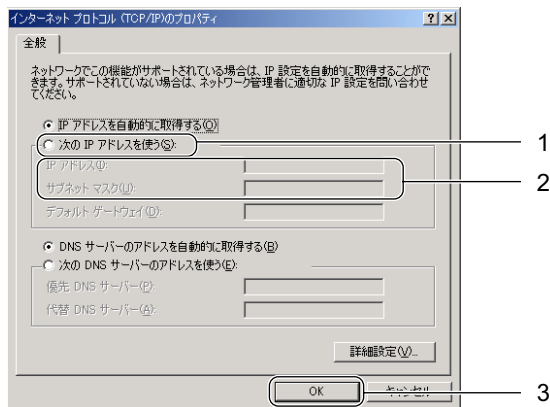 インターネット プロトコル (TCP/IP)のプロパティ
全般
ネットワークでこの機能がサポートされている場合は、IP 設定を自動的に取得することがで
きます。サポートされていない場合は、ネットワーク管理者に適切な IP 設定を問い合わせ
てください。
IP アドレスを自動的に取得する(O)
次の IP アドレスを使う(S):
1
IP アドレス(I):
2
サブネット マスク(U):
デフォルト ゲートウェイ(D):
DNS サーバーのアドレスを自動的に取得する(B)
次の DNS サーバーのアドレスを使う(E):
優先 DNS サーバー(P):
代替 DNS サーバー(A):
詳細設定(V)...
OK
キャンセル
3